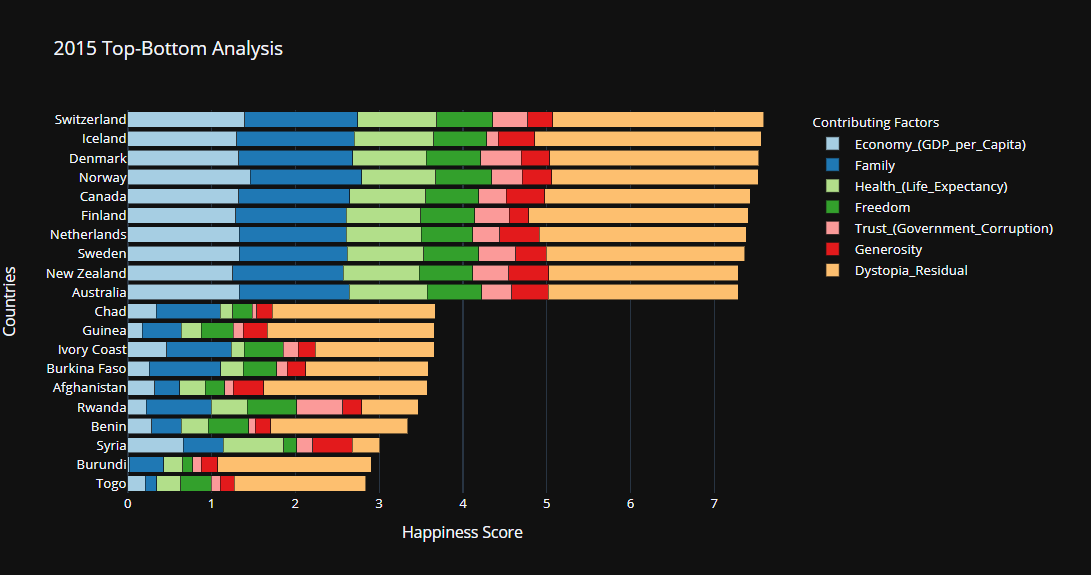 2015 Top-Bottom Analysis
Countries
Switzerland
Iceland
Denmark
Norway
Canada
Finland
Netherlands
Sweden
New Zealand
Australia
Chad
Guinea
Ivory Coast
Burkina Faso
Afghanistan
Rwanda
Benin
Syria
Burundi
Togo
0 1 2 3 4 5 6 7
Happiness Score
Contributing Factors
Economy_(GDP_per_Capita)
Family
Health_(Life_Expectancy)
Freedom
Trust_(Government_Corruption)
Generosity
Dystopia_Residual